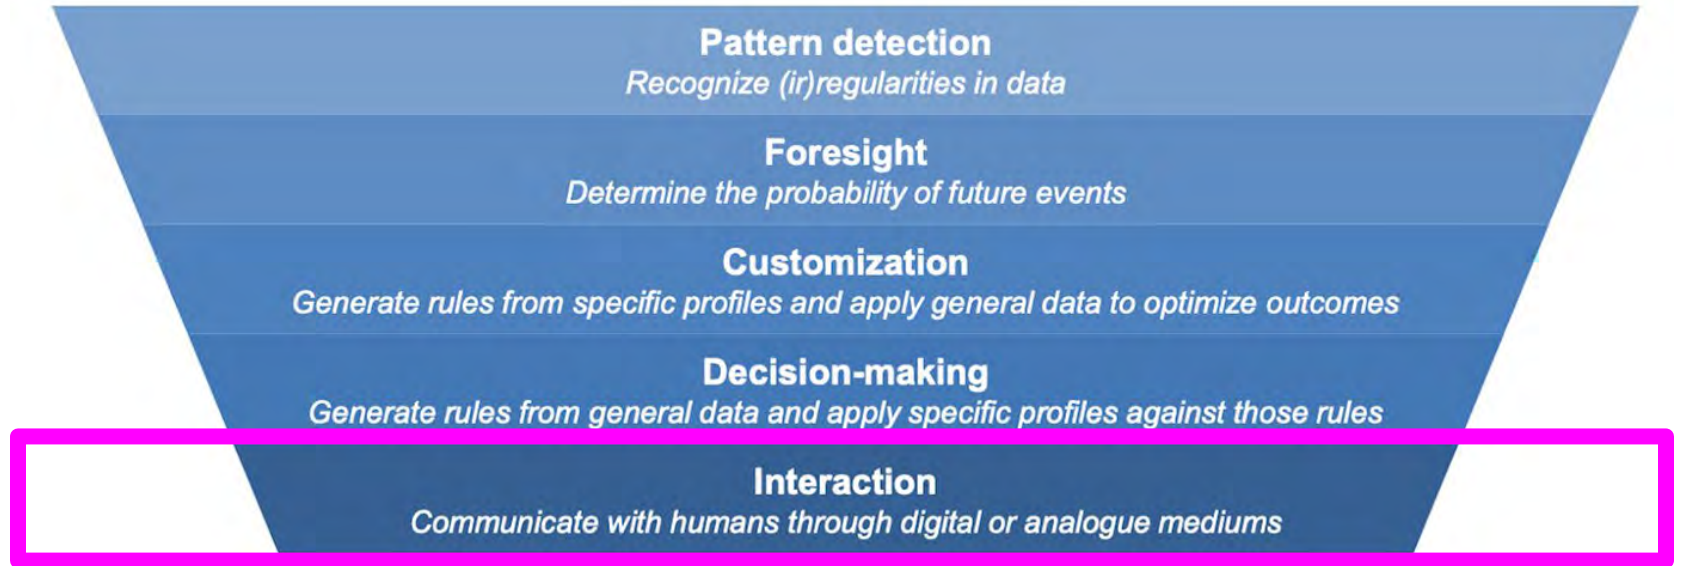 Pattern detection
Recognize (ir)regularities in data
Foresight
Determine the probability of future events
Customization
Generate rules from specific profiles and apply general data to optimize outcomes
Decision-making
Generate rules from general data and apply specific profiles against those rules
Interaction
Communicate with humans through digital or analogue mediums